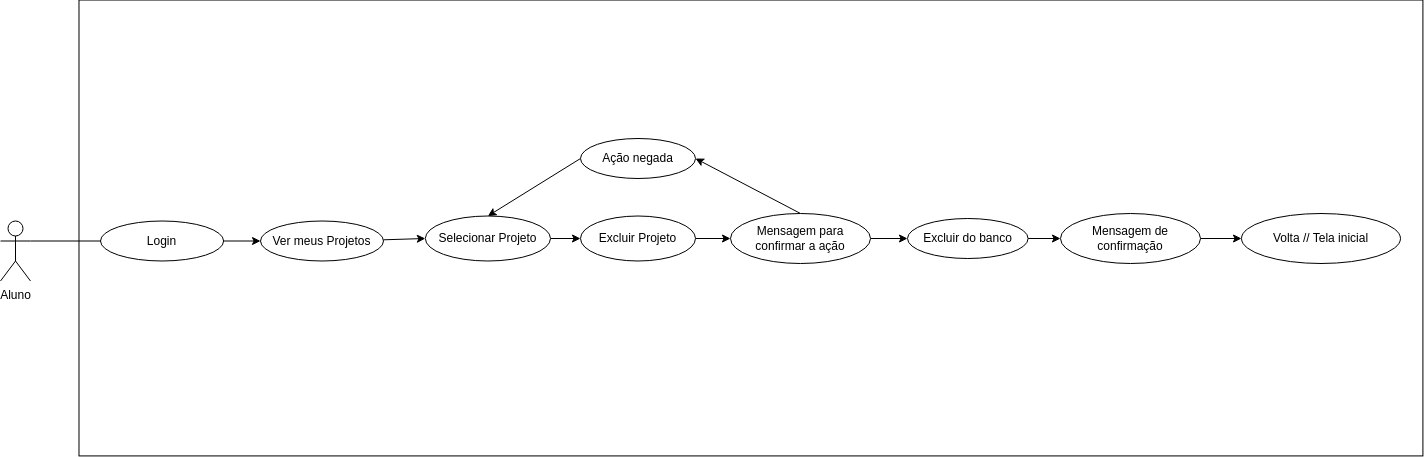 Ação negada
Login
Ver meus Projetos
Selecionar Projeto
Excluir Projeto
Mensagem para
confirmar a ação
Excluir do banco
Mensagem de
confirmação
Volta // Tela inicial
Aluno